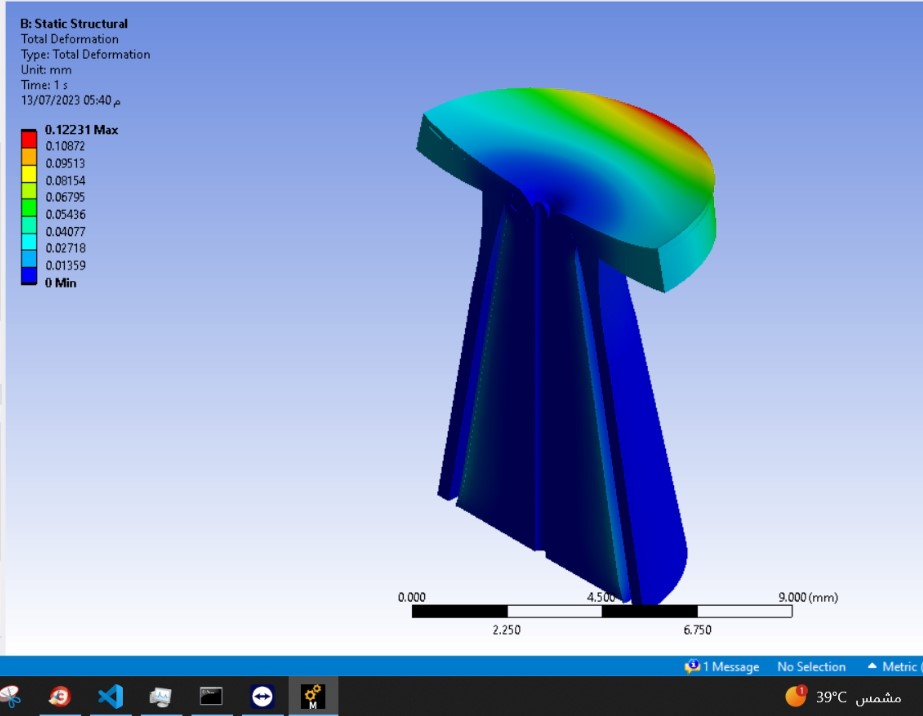 B: Static Structural
Total Deformation
Type: Total Deformation
Unit: mm
Time: 1 s
13/07/2023 05:40 م
0.12231 Max
0.10872
0.09513
0.08154
0.06795
0.05436
0.04077
0.02718
0.01359
0 Min
0.000
4.500
9.000 (mm)
2.250
6.750
1 Message
No Selection
Metric (
M
1
39°C مشمس